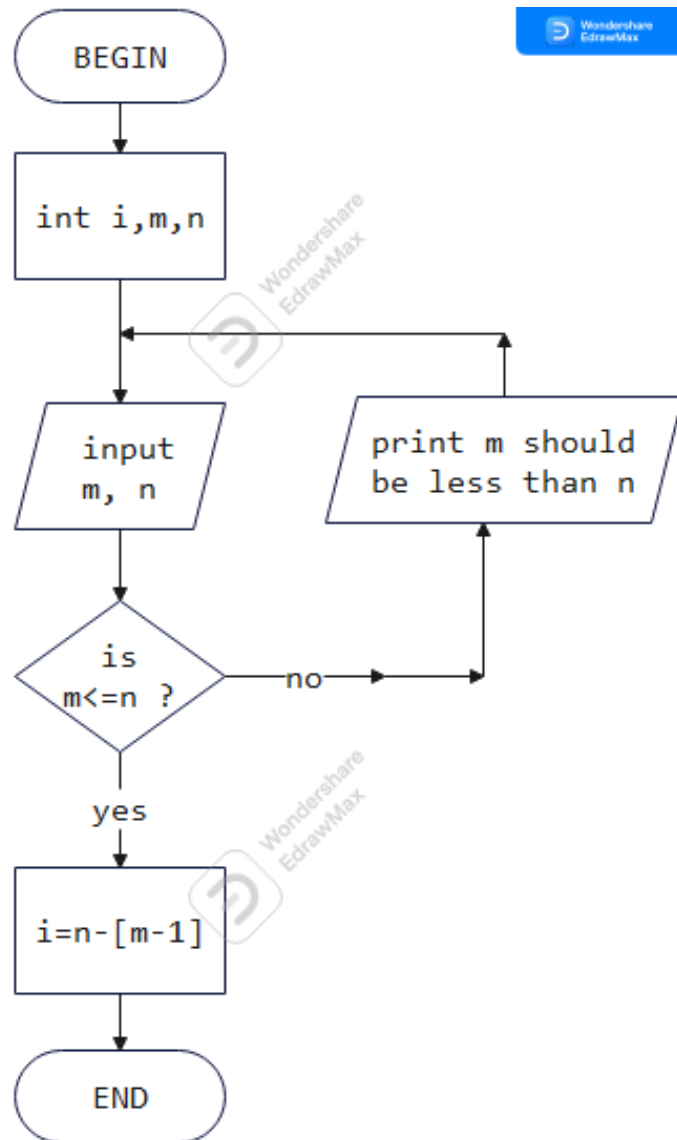 Wondershare
EdrawMax
BEGIN
int i,m,n
Wondershare
EdrawMax
input
m, n
print m should
be less than n
is
m<=n ?
no
yes
Wondershare
EdrawMax
i=n-[m-1]
END